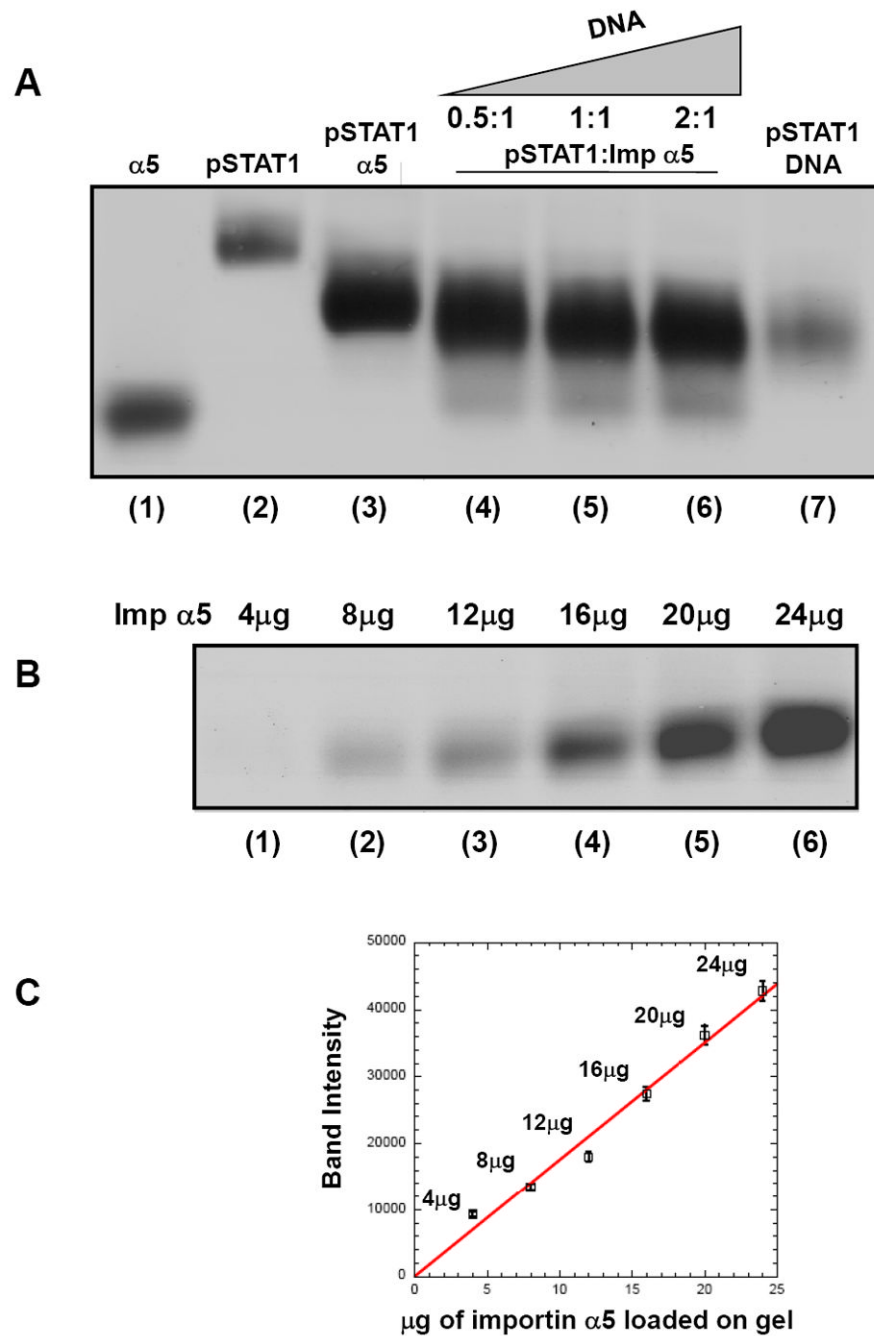 A
DNA
0.5:1 1:1 2:1
α5 pSTAT1 pSTAT1 α5 pSTAT1:Imp α5 pSTAT1 DNA
(1) (2) (3) (4) (5) (6) (7)
B
Imp α5 4µg 8µg 12µg 16µg 20µg 24µg
(1) (2) (3) (4) (5) (6)
C
Band Intensity
50000
40000
30000
20000
10000
0
4µg
8µg
12µg
16µg
20µg
24µg
0 5 10 15 20 25
µg of importin α5 loaded on gel